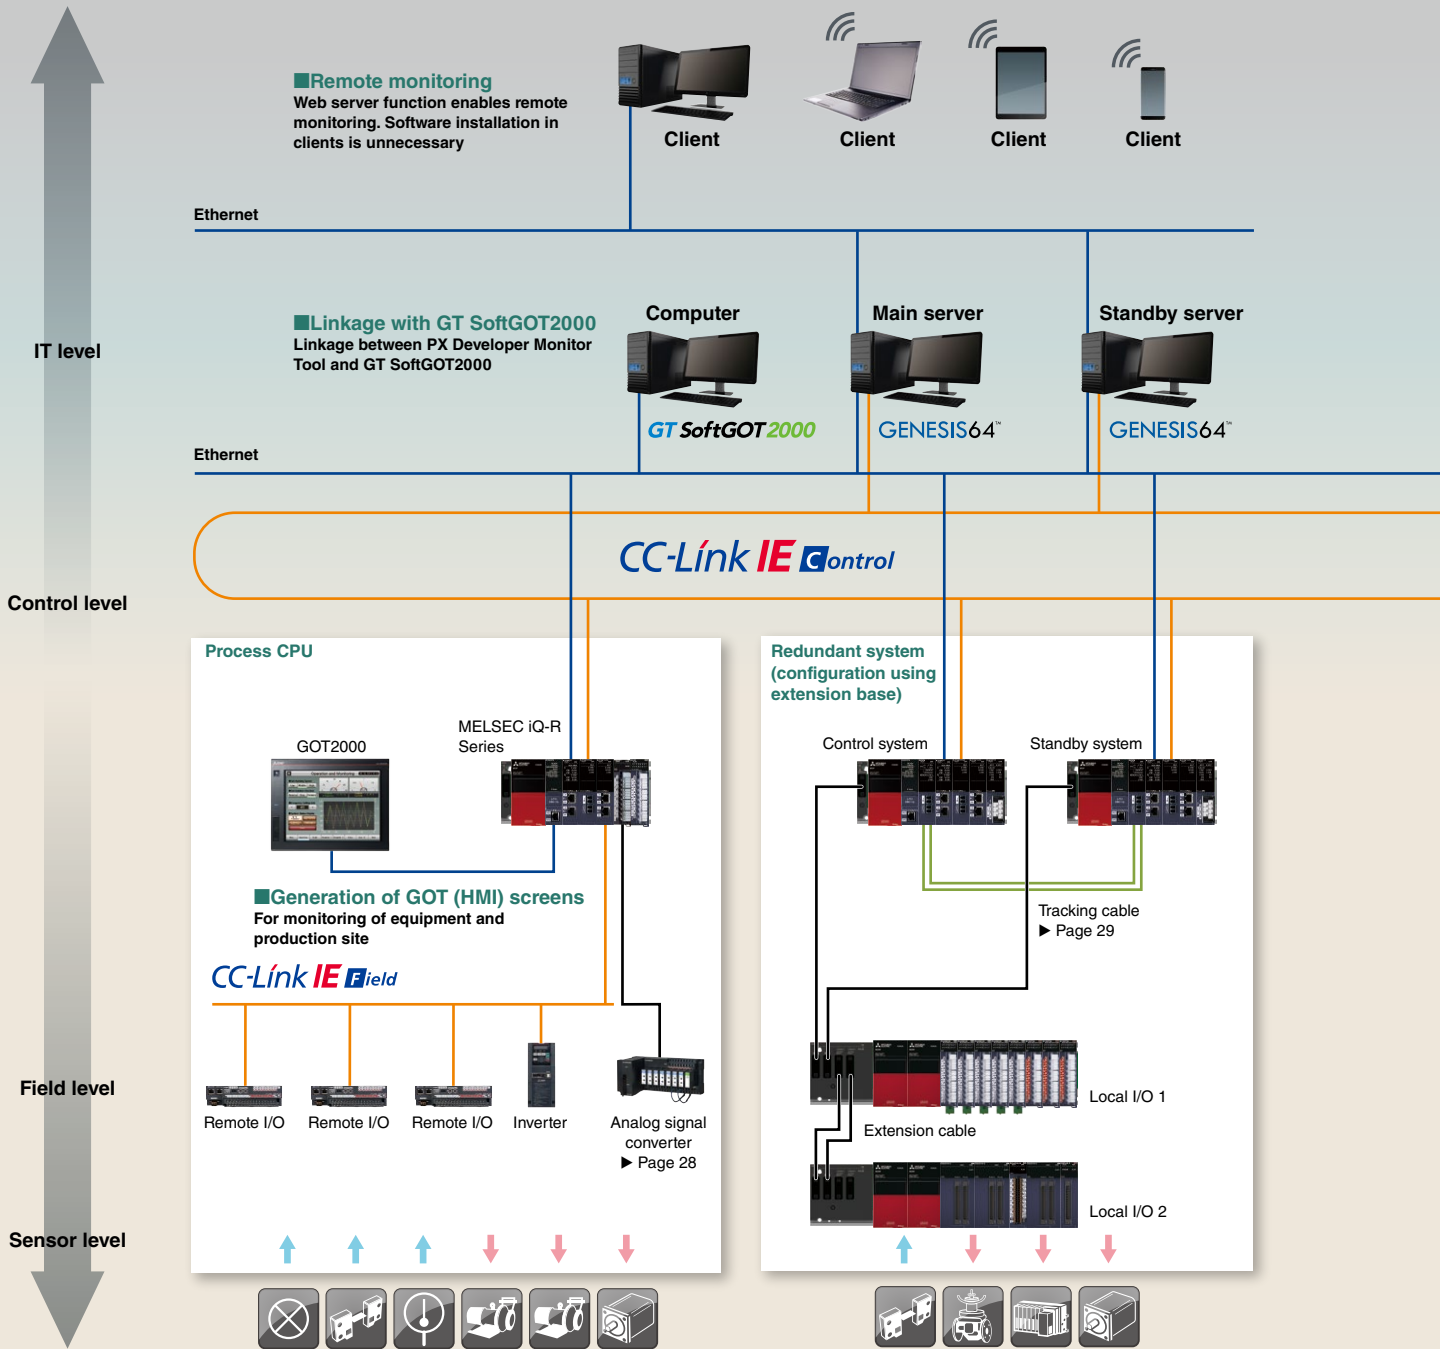 ■Remote monitoring
Web server function enables remote
monitoring. Software installation in
clients is unnecessary
Client
Client
Client
Client
Ethernet
IT level
■Linkage with GT SoftGOT2000
Linkage between PX Developer Monitor
Tool and GT SoftGOT2000
Computer
Main server
Standby server
GT SoftGOT2000
GENESIS64™
GENESIS64™
Ethernet
CC-Link IE Control
Control level
Process CPU
GOT2000
MELSEC iQ-R
Series
■Generation of GOT (HMI) screens
For monitoring of equipment and
production site
CC-Link IE Field
Remote I/O
Remote I/O
Remote I/O
Inverter
Analog signal
converter
▶ Page 28
Redundant system
(configuration using
extension base)
Control system
Standby system
Tracking cable
▶ Page 29
Local I/O 1
Extension cable
Local I/O 2
Field level
Sensor level